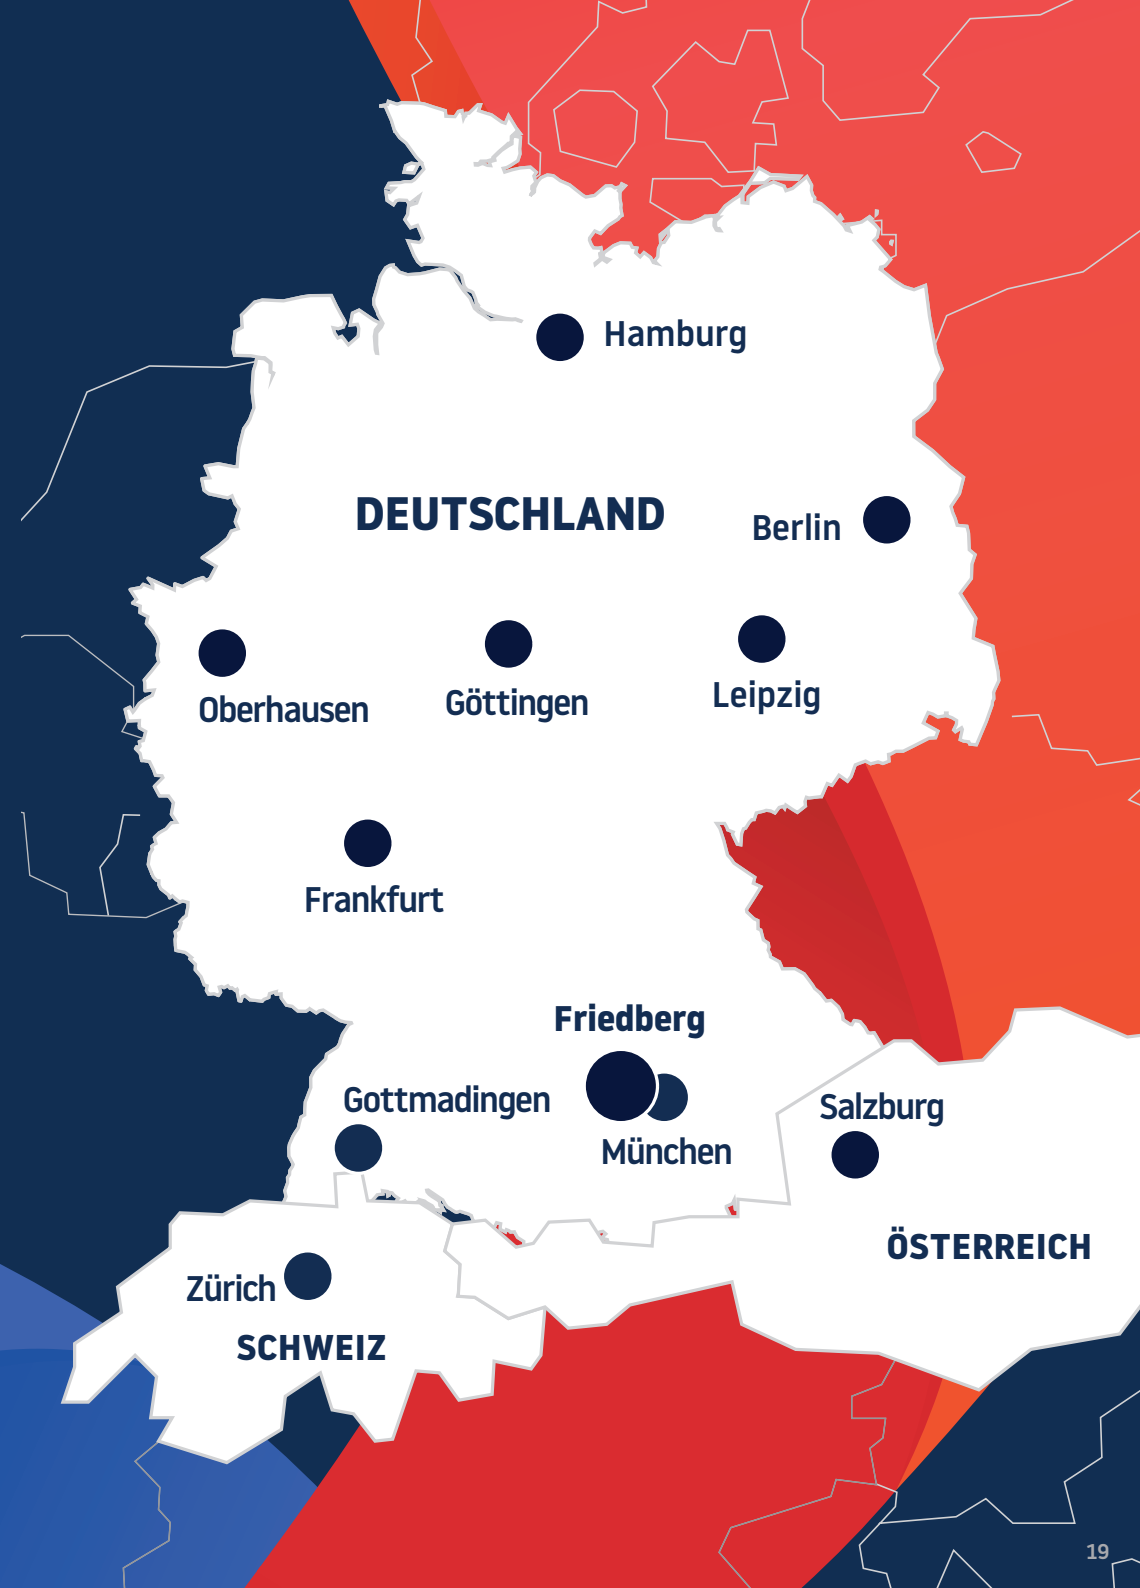 Hamburg
DEUTSCHLAND
Berlin
Oberhausen
Göttingen
Leipzig
Frankfurt
Friedberg
Gottmadingen
Salzburg
München
ÖSTERREICH
Zürich
SCHWEIZ
19